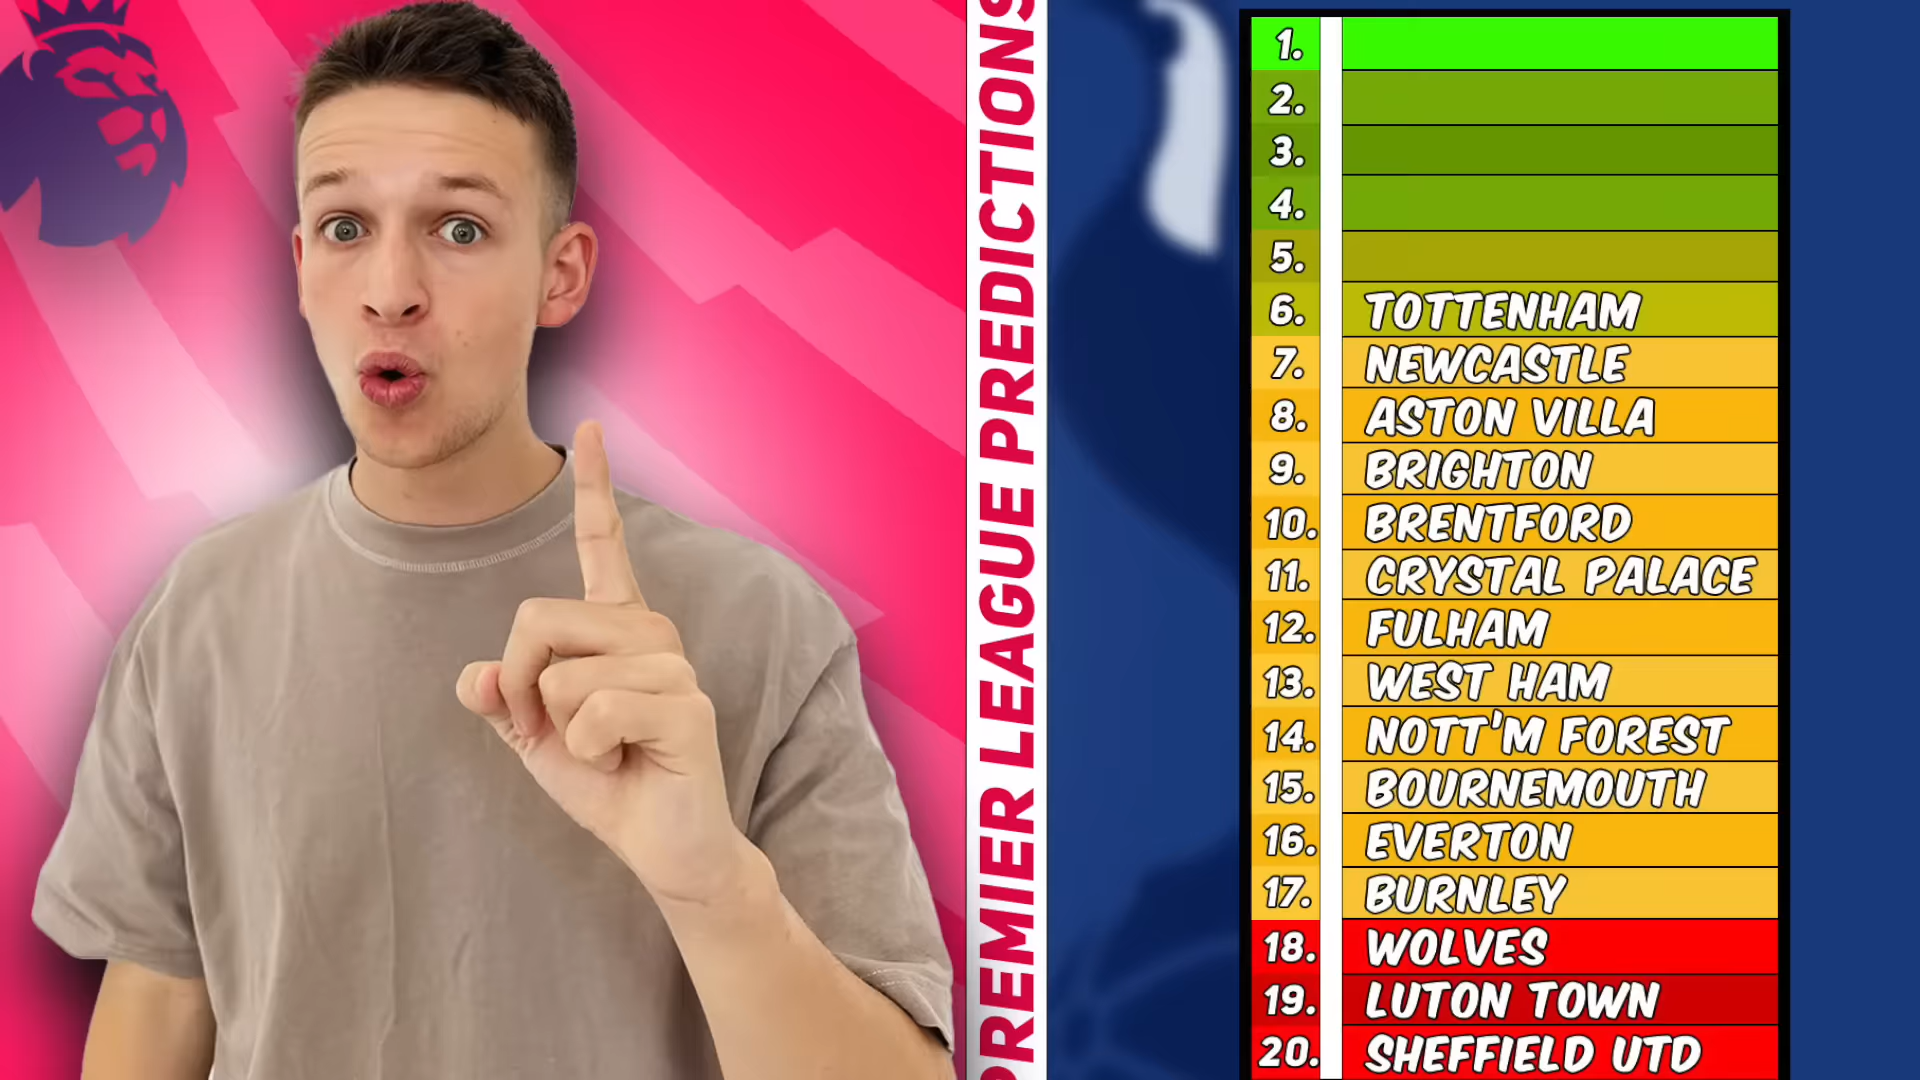 PREMIER LEAGUE PREDICTIONS
1.
2.
3.
4.
5.
6. TOTTENHAM
7. NEWCASTLE
8. ASTON VILLA
9. BRIGHTON
10. BRENTFORD
11. CRYSTAL PALACE
12. FULHAM
13. WEST HAM
14. NOTT'M FOREST
15. BOURNEMOUTH
16. EVERTON
17. BURNLEY
18. WOLVES
19. LUTON TOWN
20. SHEFFIELD UTD